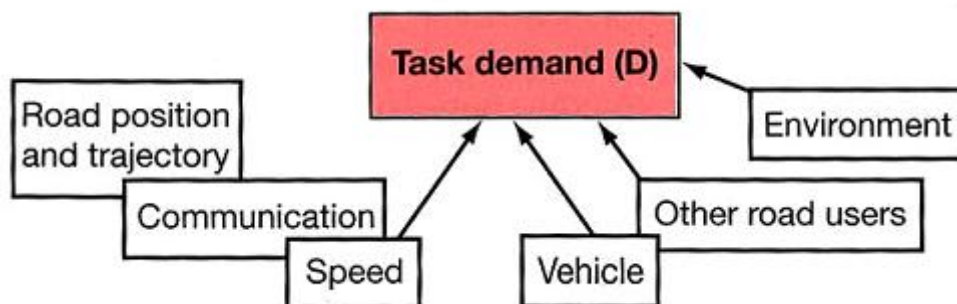 Task demand (D)
Road position
and trajectory
Environment
Communication
Other road users
Speed
Vehicle